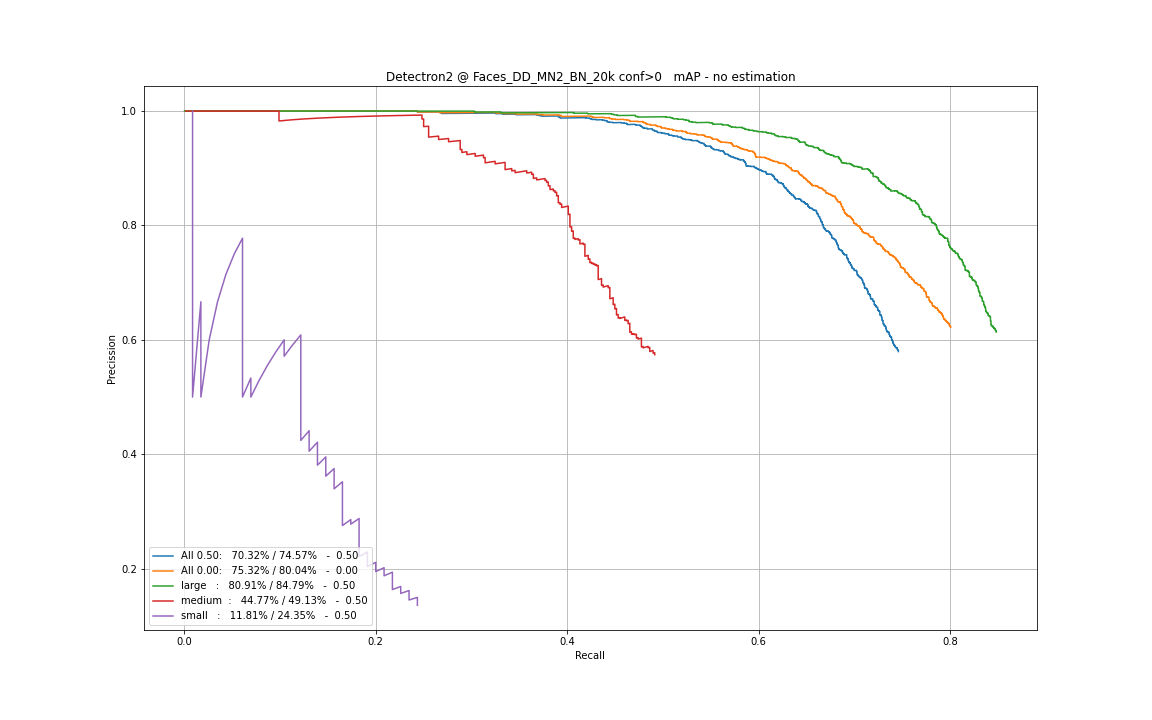 Detectron2 @ Faces_DD_MN2_BN_20k conf>0   mAP - no estimation
1.0
0.8
0.6
0.4
0.2
Precission
All 0.50:   70.32% / 74.57%   -  0.50
All 0.00:   75.32% / 80.04%   -  0.00
large   :   80.91% / 84.79%   -  0.50
medium  :   44.77% / 49.13%   -  0.50
small   :   11.81% / 24.35%   -  0.50
0.0
0.2
0.4
0.6
0.8
Recall